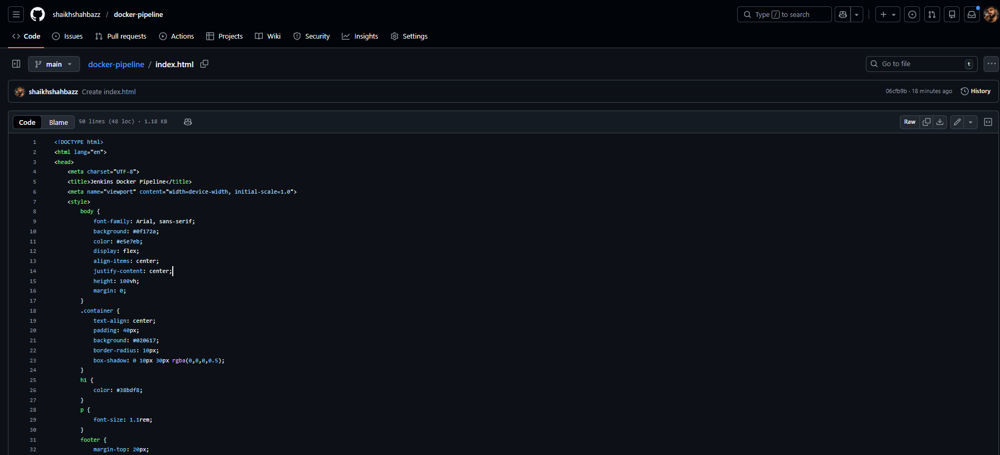 shaikhshahbazz / docker-pipeline
Type / to search
Code Issues Pull requests Actions Projects Wiki Security Insights Settings
main docker-pipeline / index.html
Go to file t
shaikhshahbazz Create index.html
06cfb9b · 18 minutes ago History
Code Blame 50 lines (48 loc) · 1.18 KB
Raw
1 <!DOCTYPE html>
2 <html lang="en">
3 <head>
4     <meta charset="UTF-8">
5     <title>Jenkins Docker Pipeline</title>
6     <meta name="viewport" content="width=device-width, initial-scale=1.0">
7     <style>
8         body {
9             font-family: Arial, sans-serif;
10             background: #0f172a;
11             color: #e5e7eb;
12             display: flex;
13             align-items: center;
14             justify-content: center;
15             height: 100vh;
16             margin: 0;
17         }
18         .container {
19             text-align: center;
20             padding: 40px;
21             background: #020617;
22             border-radius: 10px;
23             box-shadow: 0 10px 30px rgba(0,0,0,0.5);
24         }
25         h1 {
26             color: #38bdf8;
27         }
28         p {
29             font-size: 1.1rem;
30         }
31         footer {
32             margin-top: 20px;